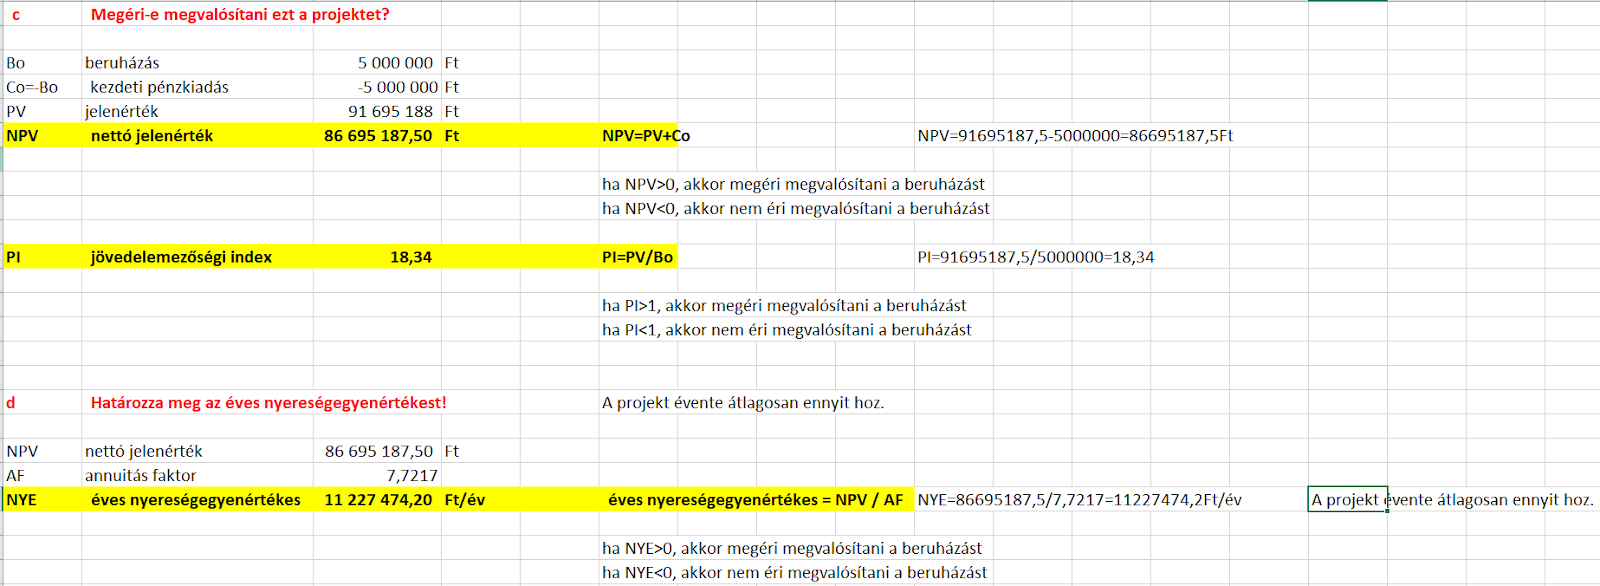 c Megéri-e megvalósítani ezt a projektet?
Bo beruházás 5 000 000 Ft
Co=-Bo kezdeti pénzkiadás -5 000 000 Ft
PV jelenérték 91 695 188 Ft
NPV nettó jelenérték 86 695 187,50 Ft NPV=PV+Co NPV=91695187,5-5000000=86695187,5Ft
ha NPV>0, akkor megéri megvalósítani a beruházást
ha NPV<0, akkor nem éri megvalósítani a beruházást
PI jövedelemezőségi index 18,34 PI=PV/Bo PI=91695187,5/5000000=18,34
ha PI>1, akkor megéri megvalósítani a beruházást
ha PI<1, akkor nem éri megvalósítani a beruházást
d Határozza meg az éves nyereségegyenértékest! A projekt évente átlagosan ennyit hoz.
NPV nettó jelenérték 86 695 187,50 Ft
AF annuitás faktor 7,7217
NYE éves nyereségegyenértékes 11 227 474,20 Ft/év éves nyereségegyenértékes = NPV / AF NYE=86695187,5/7,7217=11227474,2Ft/év A projekt évente átlagosan ennyit hoz.
ha NYE>0, akkor megéri megvalósítani a beruházást
ha NYE<0, akkor nem éri megvalósítani a beruházást